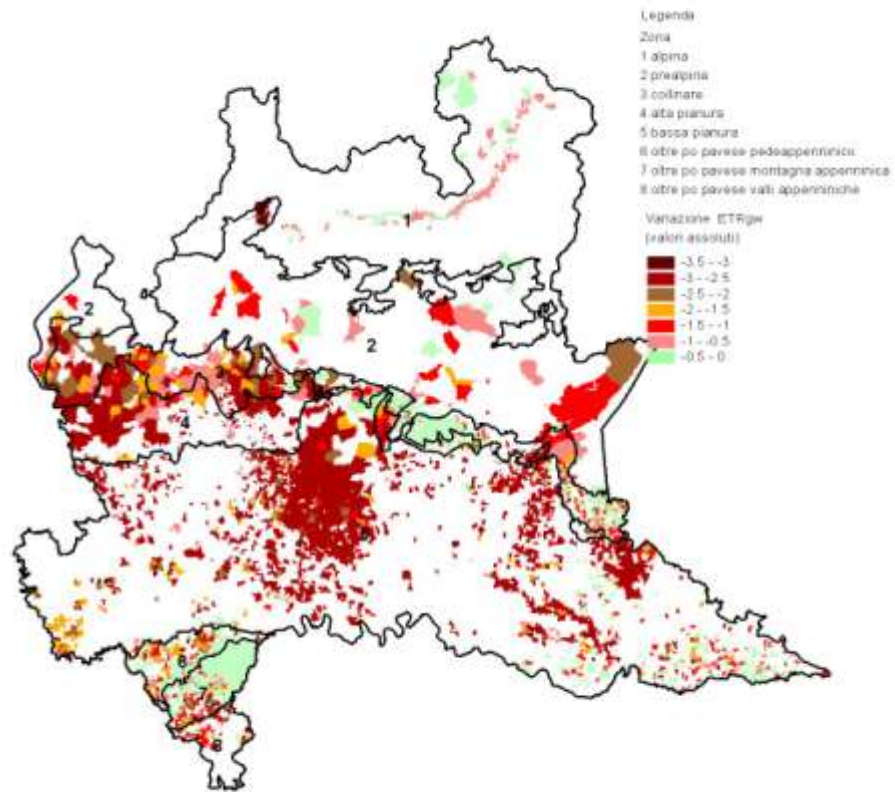 Legenda
Zona
1 alpina
2 prealpina
3 collinare
4 alta pianura
5 bassa pianura
6 oltre po pavese pedeappenninico
7 oltre po pavese montagna appenninica
8 oltre po pavese valli appenniniche
Variazione ETRgw
(valori assoluti)
-3.5 - -3
-3 - -2.5
-2.5 - -2
-2 - -1.5
-1.5 - -1
-1 - -0.5
-0.5 - 0
1
2
2
3
4
6